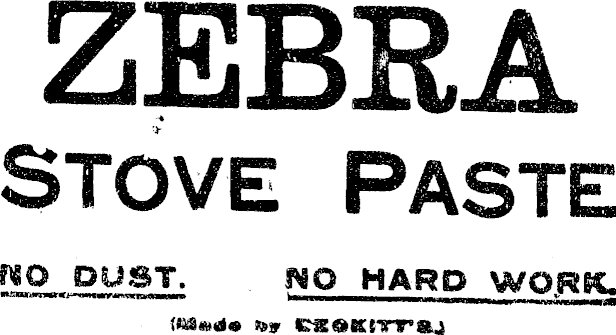 ZEBRA
STOVE PASTE
NO DUST. NO HARD WORK.
(Made by